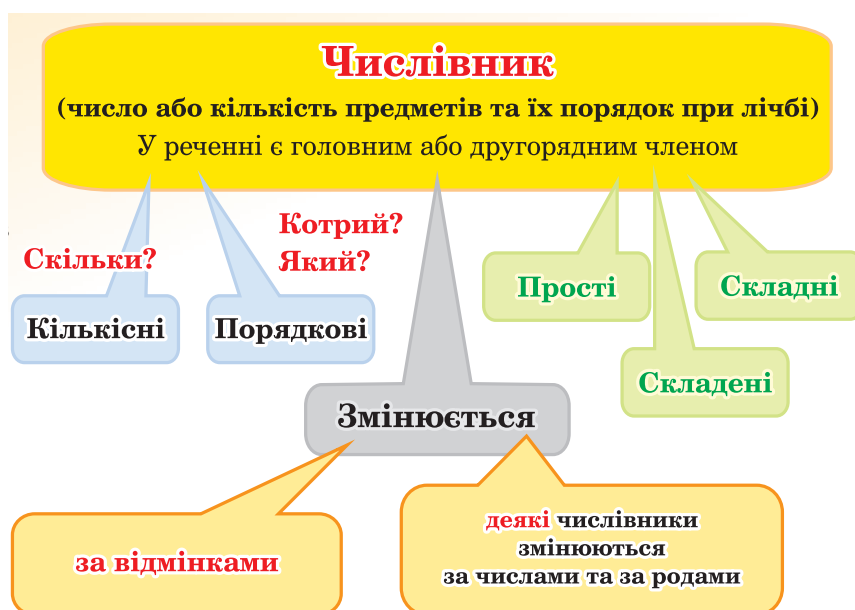 Числівник
(число або кількість предметів та їх порядок при лічбі)
У реченні є головним або другорядним членом
Скільки?
Котрий?
Який?
Кількісні
Порядкові
Прості
Складні
Складені
Змінюється
за відмінками
деякі числівники
змінюються
за числами та за родами